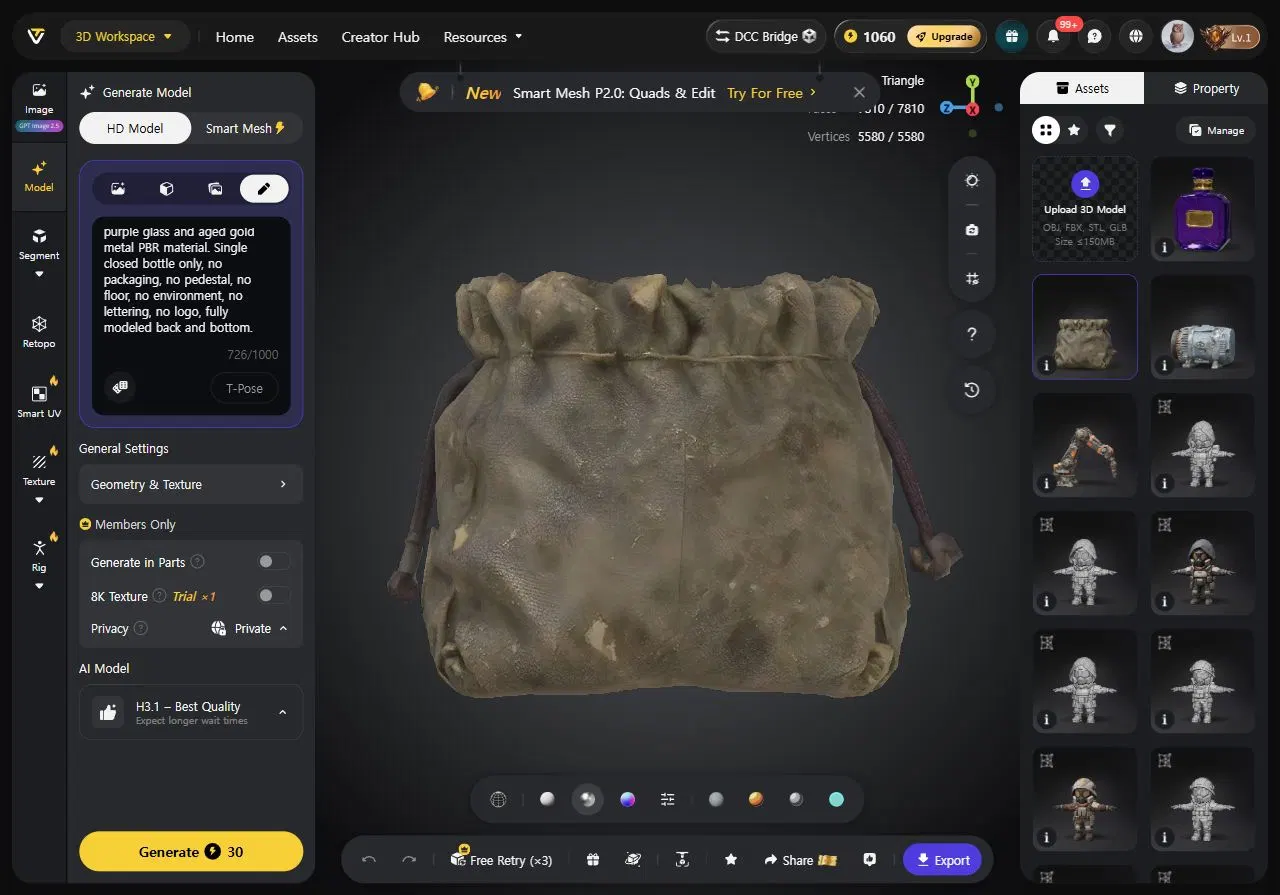 3D Workspace
Home
Assets
Creator Hub
Resources
DCC Bridge
1060
Upgrade
99+
Lv.1
Image
GPT Image 2.5
Model
Segment
Retopo
Smart UV
Texture
Rig
Generate Model
HD Model
Smart Mesh
purple glass and aged gold
metal PBR material. Single
closed bottle only, no
packaging, no pedestal, no
floor, no environment, no
lettering, no logo, fully
modeled back and bottom.
726/1000
T-Pose
General Settings
Geometry & Texture
Members Only
Generate in Parts
8K Texture
Trial ×1
Privacy
Private
AI Model
H3.1 – Best Quality
Expect longer wait times
Generate 30
New Smart Mesh P2.0: Quads & Edit Try For Free
Triangle
7810
Vertices 5580 / 5580
Y
Z
X
Free Retry (×3)
Share
Export
Assets
Property
Manage
Upload 3D Model
OBJ, FBX, STL, GLB
Size ≤150MB